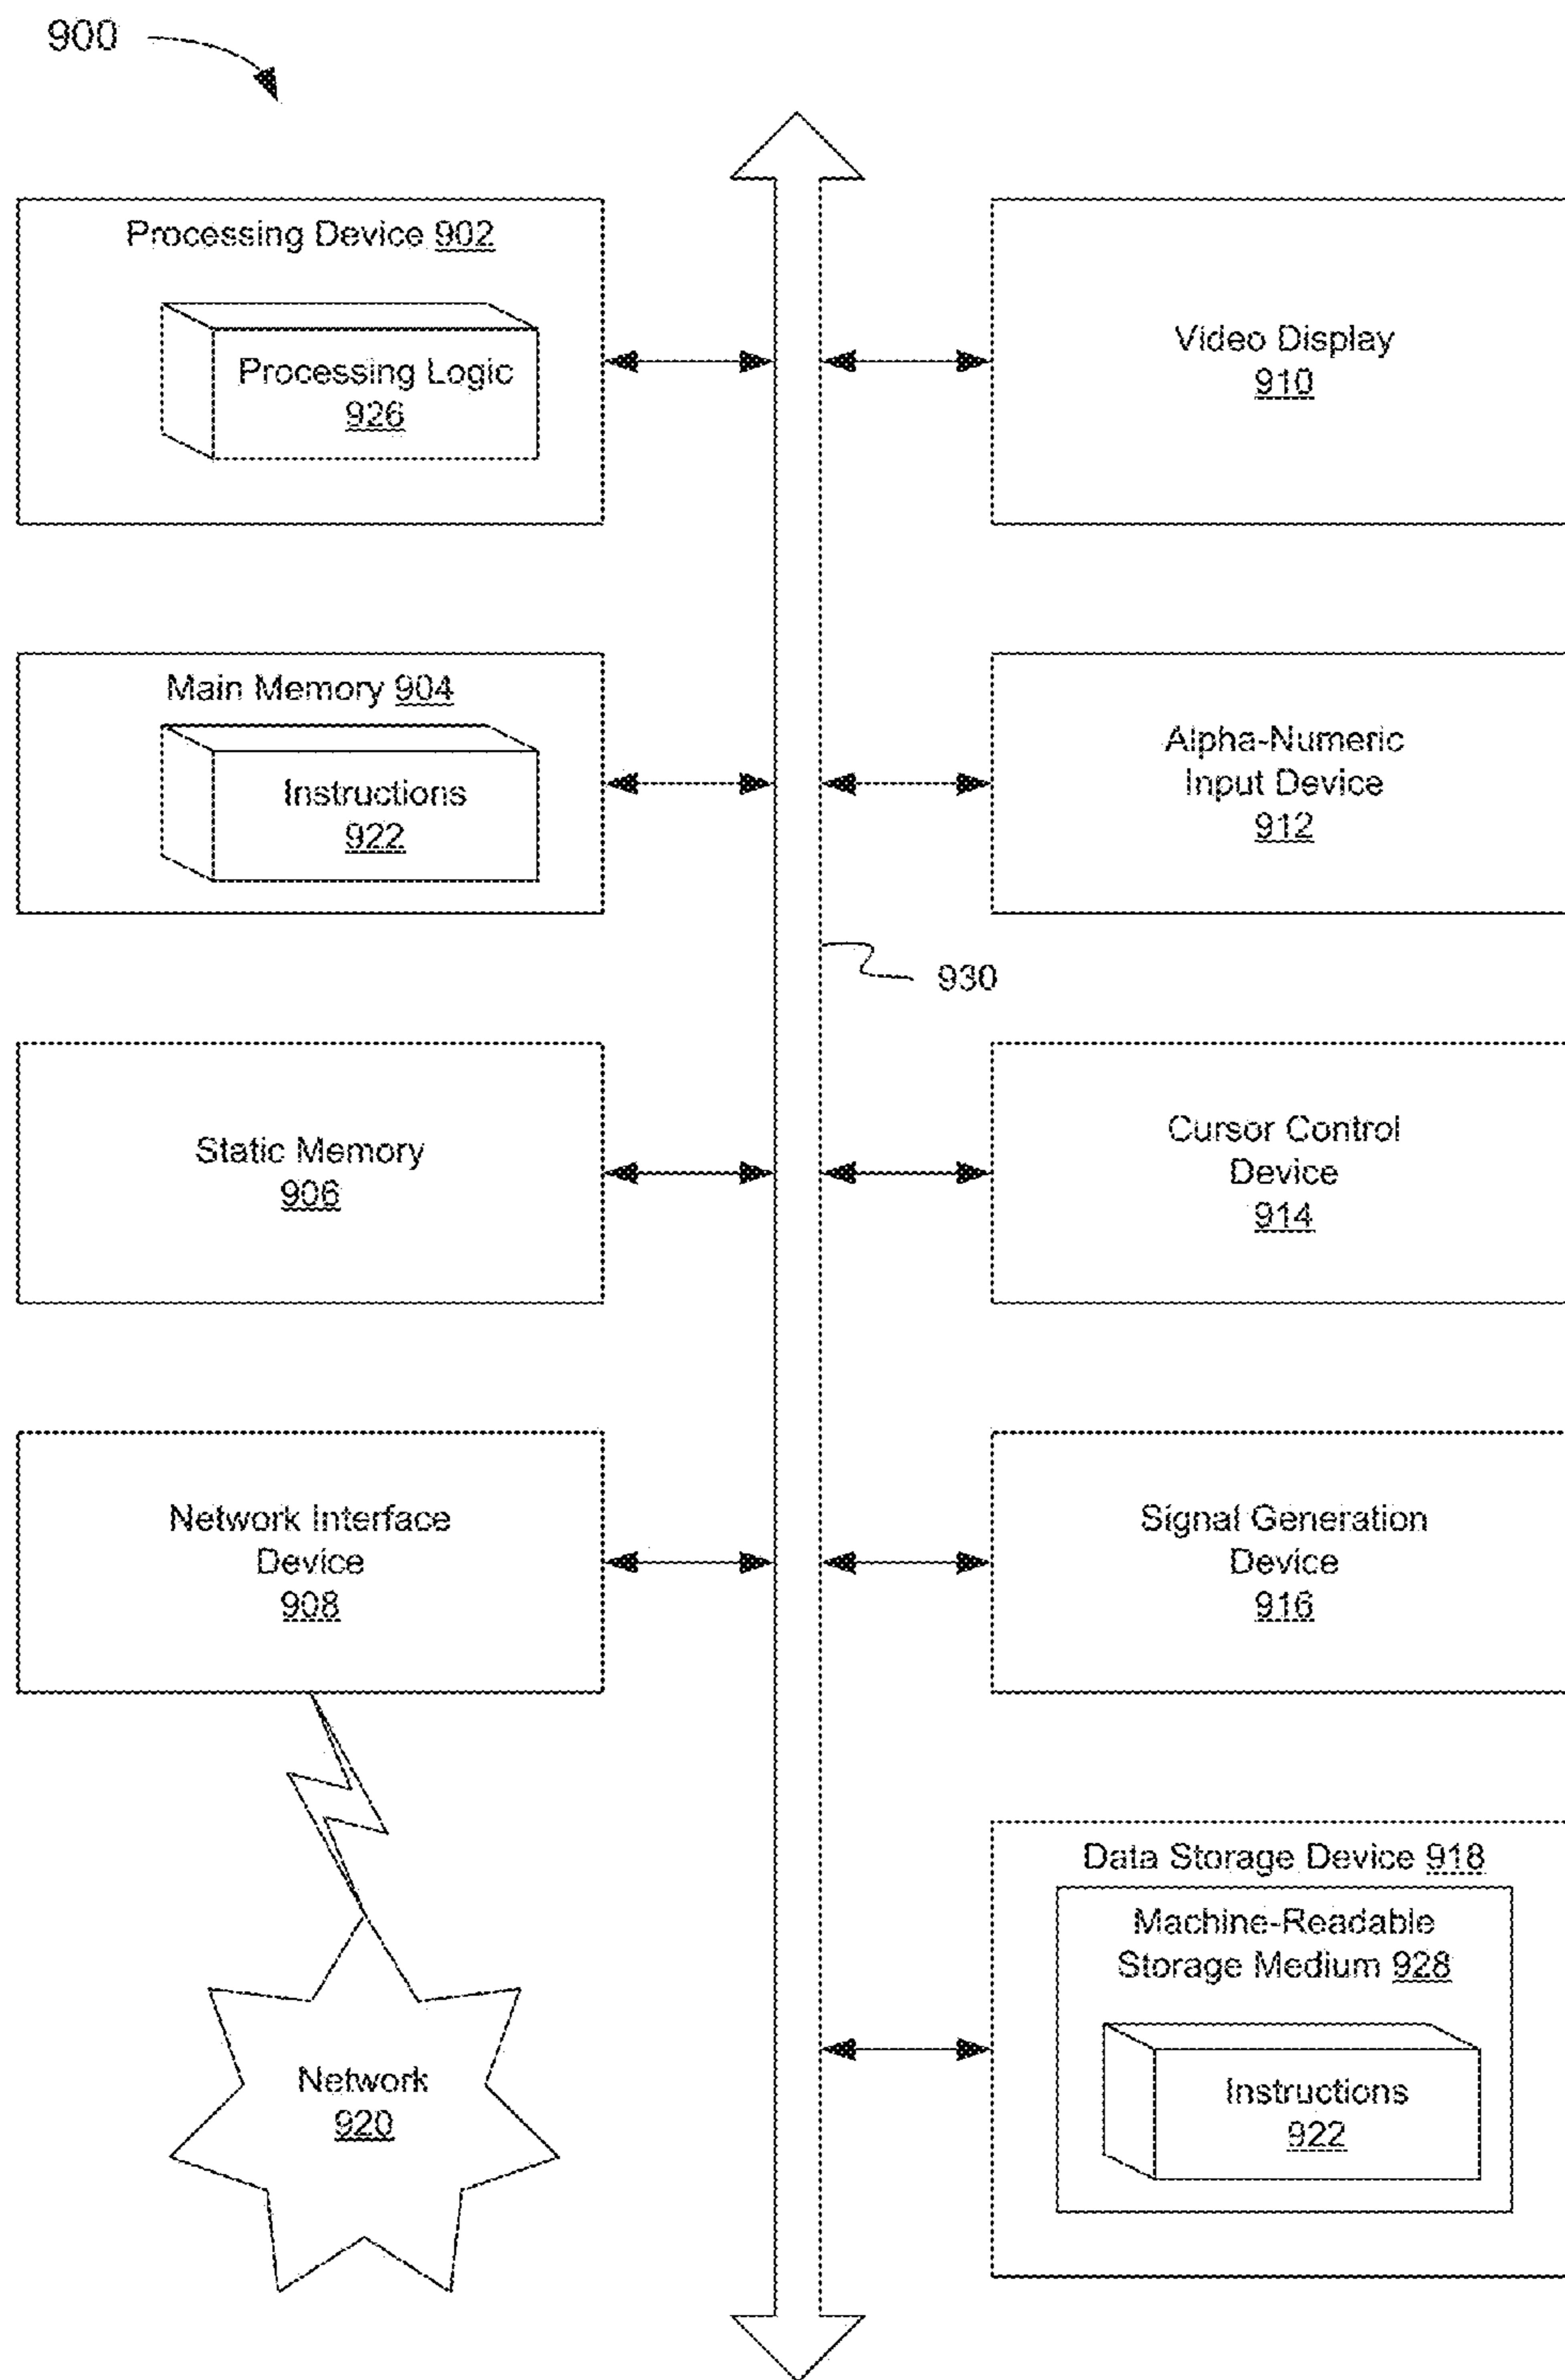 900
Processing Device 902
Processing Logic
926
Main Memory 904
Instructions
922
Static Memory
906
Network Interface
Device
908
Network
920
Video Display
910
Alpha-Numeric
Input Device
912
930
Cursor Control
Device
914
Signal Generation
Device
916
Data Storage Device 918
Machine-Readable
Storage Medium 928
Instructions
922